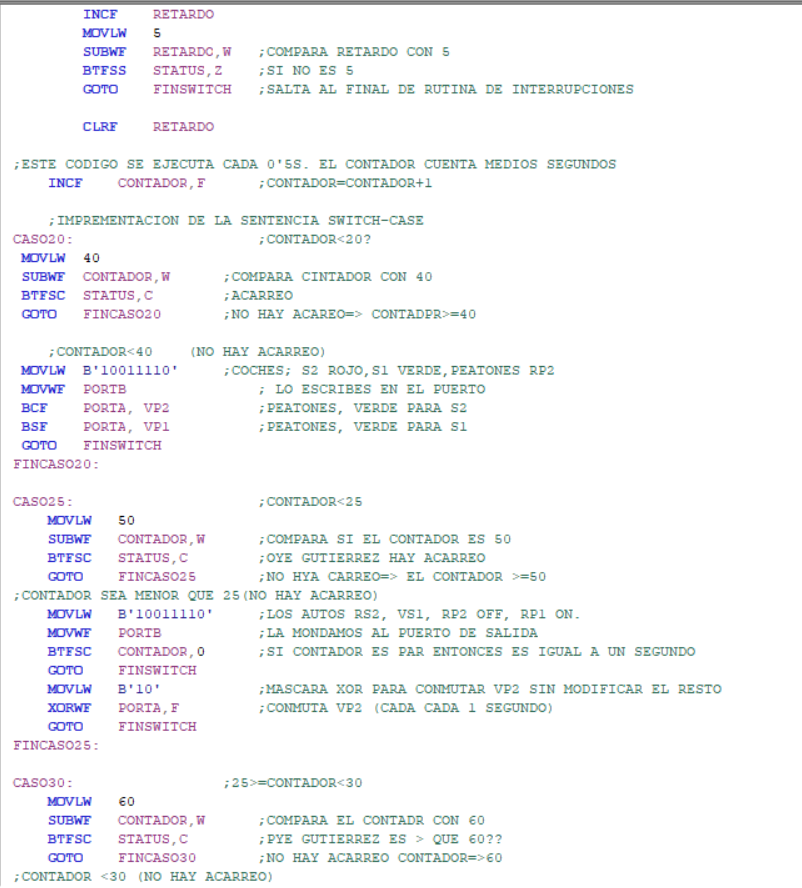 INCF RETARDO
MOVLW 5
SUBWF RETARDO,W ;COMPARA RETARDO CON 5
BTFSS STATUS,Z ;SI NO ES 5
GOTO FINSWITCH ;SALTA AL FINAL DE RUTINA DE INTERRUPCIONES
CLRF RETARDO
;ESTE CODIGO SE EJECUTA CADA 0'5S. EL CONTADOR CUENTA MEDIOS SEGUNDOS
INCF CONTADOR,F ;CONTADOR=CONTADOR+1
;IMPREMENTACION DE LA SENTENCIA SWITCH-CASE
CASO20: ;CONTADOR<20?
MOVLW 40
SUBWF CONTADOR,W ;COMPARA CINTADOR CON 40
BTFSC STATUS,C ;ACARREO
GOTO FINCASO20 ;NO HAY ACAREO=> CONTADPR>=40
;CONTADOR<40 (NO HAY ACARREO)
MOVLW B'10011110' ;COCHES; S2 ROJO,S1 VERDE,PEATONES RP2
MOVWF PORTB ; LO ESCRIBES EN EL PUERTO
BCF PORTA, VP2 ;PEATONES, VERDE PARA S2
BSF PORTA, VP1 ;PEATONES, VERDE PARA S1
GOTO FINSWITCH
FINCASO20:
CASO25: ;CONTADOR<25
MOVLW 50
SUBWF CONTADOR,W ;COMPARA SI EL CONTADOR ES 50
BTFSC STATUS,C ;OYE GUTIERREZ HAY ACARREO
GOTO FINCASO25 ;NO HYA CARREO=> EL CONTADOR >=50
;CONTADOR SEA MENOR QUE 25(NO HAY ACARREO)
MOVLW B'10011110' ;LOS AUTOS RS2, VS1, RP2 OFF, RP1 ON.
MOVWF PORTB ;LA MONDAMOS AL PUERTO DE SALIDA
BTFSC CONTADOR,0 ;SI CONTADOR ES PAR ENTONCES ES IGUAL A UN SEGUNDO
GOTO FINSWITCH
MOVLW B'10' ;MASCARA XOR PARA CONMUTAR VP2 SIN MODIFICAR EL RESTO
XORWF PORTA,F ;CONMUTA VP2 (CADA CADA 1 SEGUNDO)
GOTO FINSWITCH
FINCASO25:
CASO30: ;25>=CONTADOR<30
MOVLW 60
SUBWF CONTADOR,W ;COMPARA EL CONTADR CON 60
BTFSC STATUS,C ;PYE GUTIERREZ ES > QUE 60??
GOTO FINCASO30 ;NO HAY ACARREO CONTADOR=>60
;CONTADOR <30 (NO HAY ACARREO)